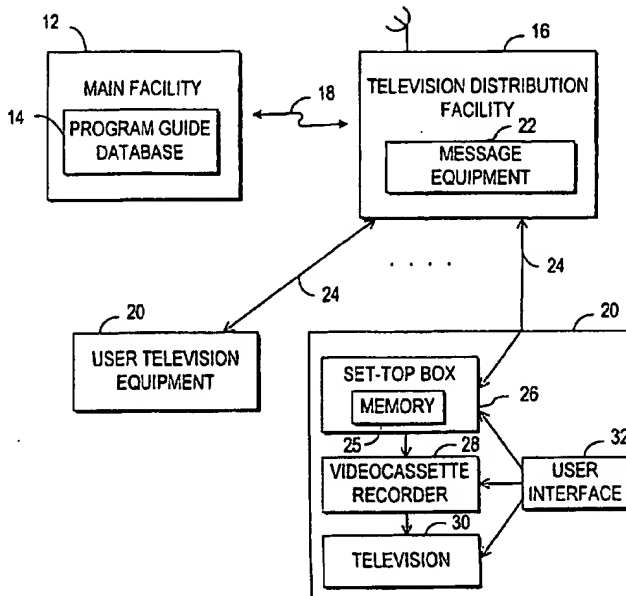 12
16
MAIN FACILITY
14
PROGRAM GUIDE
DATABASE
18
TELEVISION DISTRIBUTION
FACILITY
22
MESSAGE
EQUIPMENT
24
24
20
USER TELEVISION
EQUIPMENT
20
SET-TOP BOX
MEMORY
25
26
28
VIDEOCASSETTE
RECORDER
32
USER
INTERFACE
30
TELEVISION